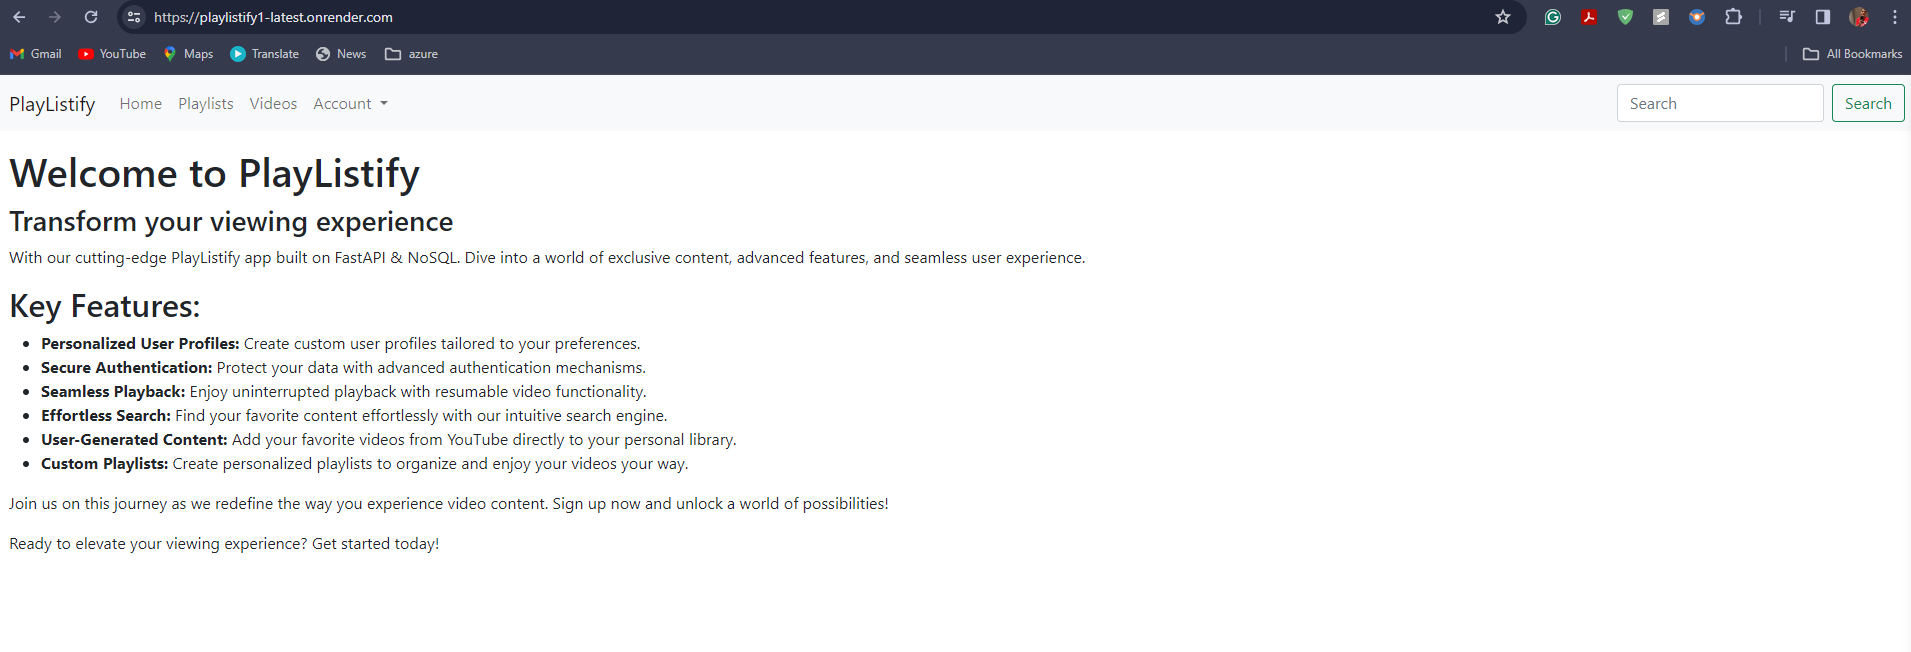 https://playlistify1-latest.onrender.com
Gmail YouTube Maps Translate News azure All Bookmarks
PlayListify Home Playlists Videos Account Search Search
Welcome to PlayListify
Transform your viewing experience
With our cutting-edge PlayListify app built on FastAPI & NoSQL. Dive into a world of exclusive content, advanced features, and seamless user experience.
Key Features:
Personalized User Profiles: Create custom user profiles tailored to your preferences.
Secure Authentication: Protect your data with advanced authentication mechanisms.
Seamless Playback: Enjoy uninterrupted playback with resumable video functionality.
Effortless Search: Find your favorite content effortlessly with our intuitive search engine.
User-Generated Content: Add your favorite videos from YouTube directly to your personal library.
Custom Playlists: Create personalized playlists to organize and enjoy your videos your way.
Join us on this journey as we redefine the way you experience video content. Sign up now and unlock a world of possibilities!
Ready to elevate your viewing experience? Get started today!